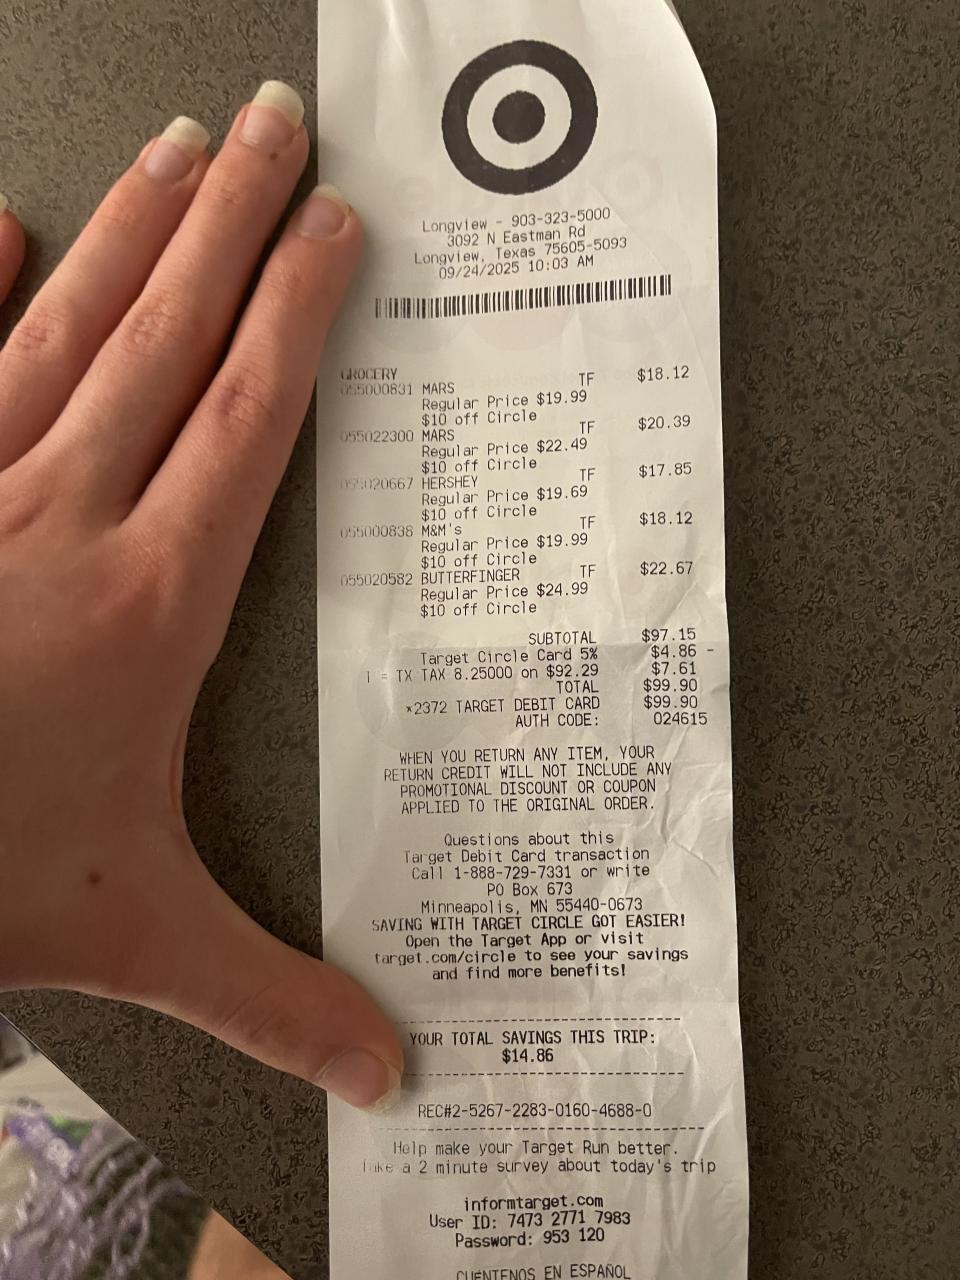 Longview - 903-323-5000
3092 N Eastman Rd
Longview, Texas 75605-5093
09/24/2025 10:03 AM
GROCERY
055000831 MARS TF $18.12
Regular Price $19.99
$10 off Circle
055022300 MARS TF $20.39
Regular Price $22.49
$10 off Circle
055020667 HERSHEY TF $17.85
Regular Price $19.69
$10 off Circle
055000838 M&M's TF $18.12
Regular Price $19.99
$10 off Circle
055020582 BUTTERFINGER TF $22.67
Regular Price $24.99
$10 off Circle
SUBTOTAL $97.15
Target Circle Card 5% $4.86 -
T = TX TAX 8.25000 on $92.29 $7.61
TOTAL $99.90
*2372 TARGET DEBIT CARD $99.90
AUTH CODE: 024615
WHEN YOU RETURN ANY ITEM, YOUR
RETURN CREDIT WILL NOT INCLUDE ANY
PROMOTIONAL DISCOUNT OR COUPON
APPLIED TO THE ORIGINAL ORDER.
Questions about this
Target Debit Card transaction
Call 1-888-729-7331 or write
PO Box 673
Minneapolis, MN 55440-0673
SAVING WITH TARGET CIRCLE GOT EASIER!
Open the Target App or visit
target.com/circle to see your savings
and find more benefits!
YOUR TOTAL SAVINGS THIS TRIP:
$14.86
REC#2-5267-2283-0160-4688-0
Help make your Target Run better.
Take a 2 minute survey about today's trip
informtarget.com
User ID: 7473 2771 7983
Password: 953 120
CUÉNTENOS EN ESPAÑOL